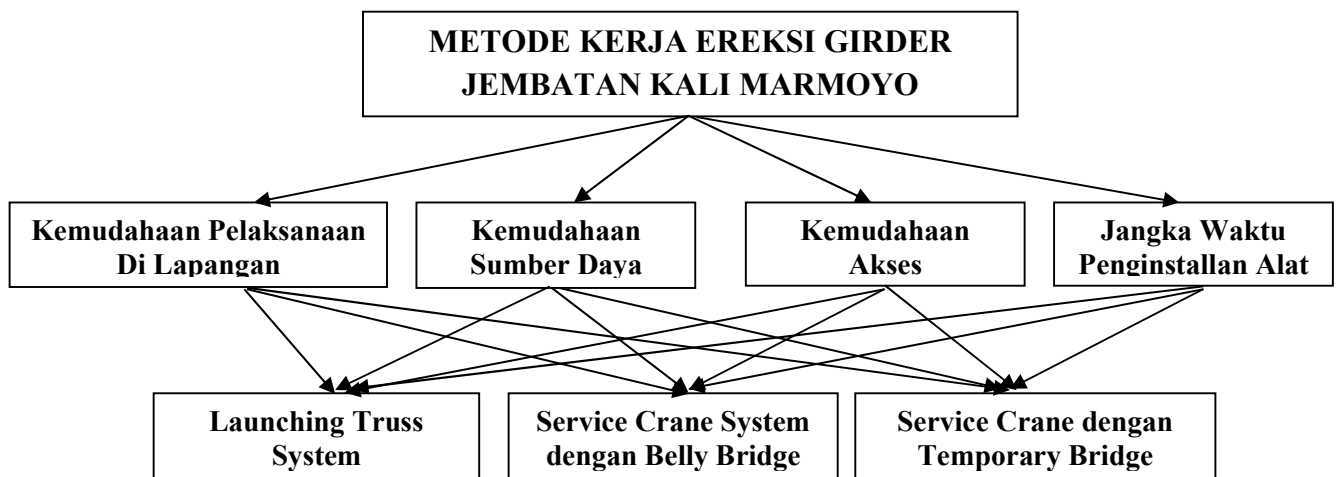 METODE KERJA EREKSI GIRDER
JEMBATAN KALI MARMOYO
Kemudahaan Pelaksanaan
Di Lapangan
Kemudahaan
Sumber Daya
Kemudahaan
Akses
Jangka Waktu
Penginstallan Alat
Launching Truss
System
Service Crane System
dengan Belly Bridge
Service Crane dengan
Temporary Bridge